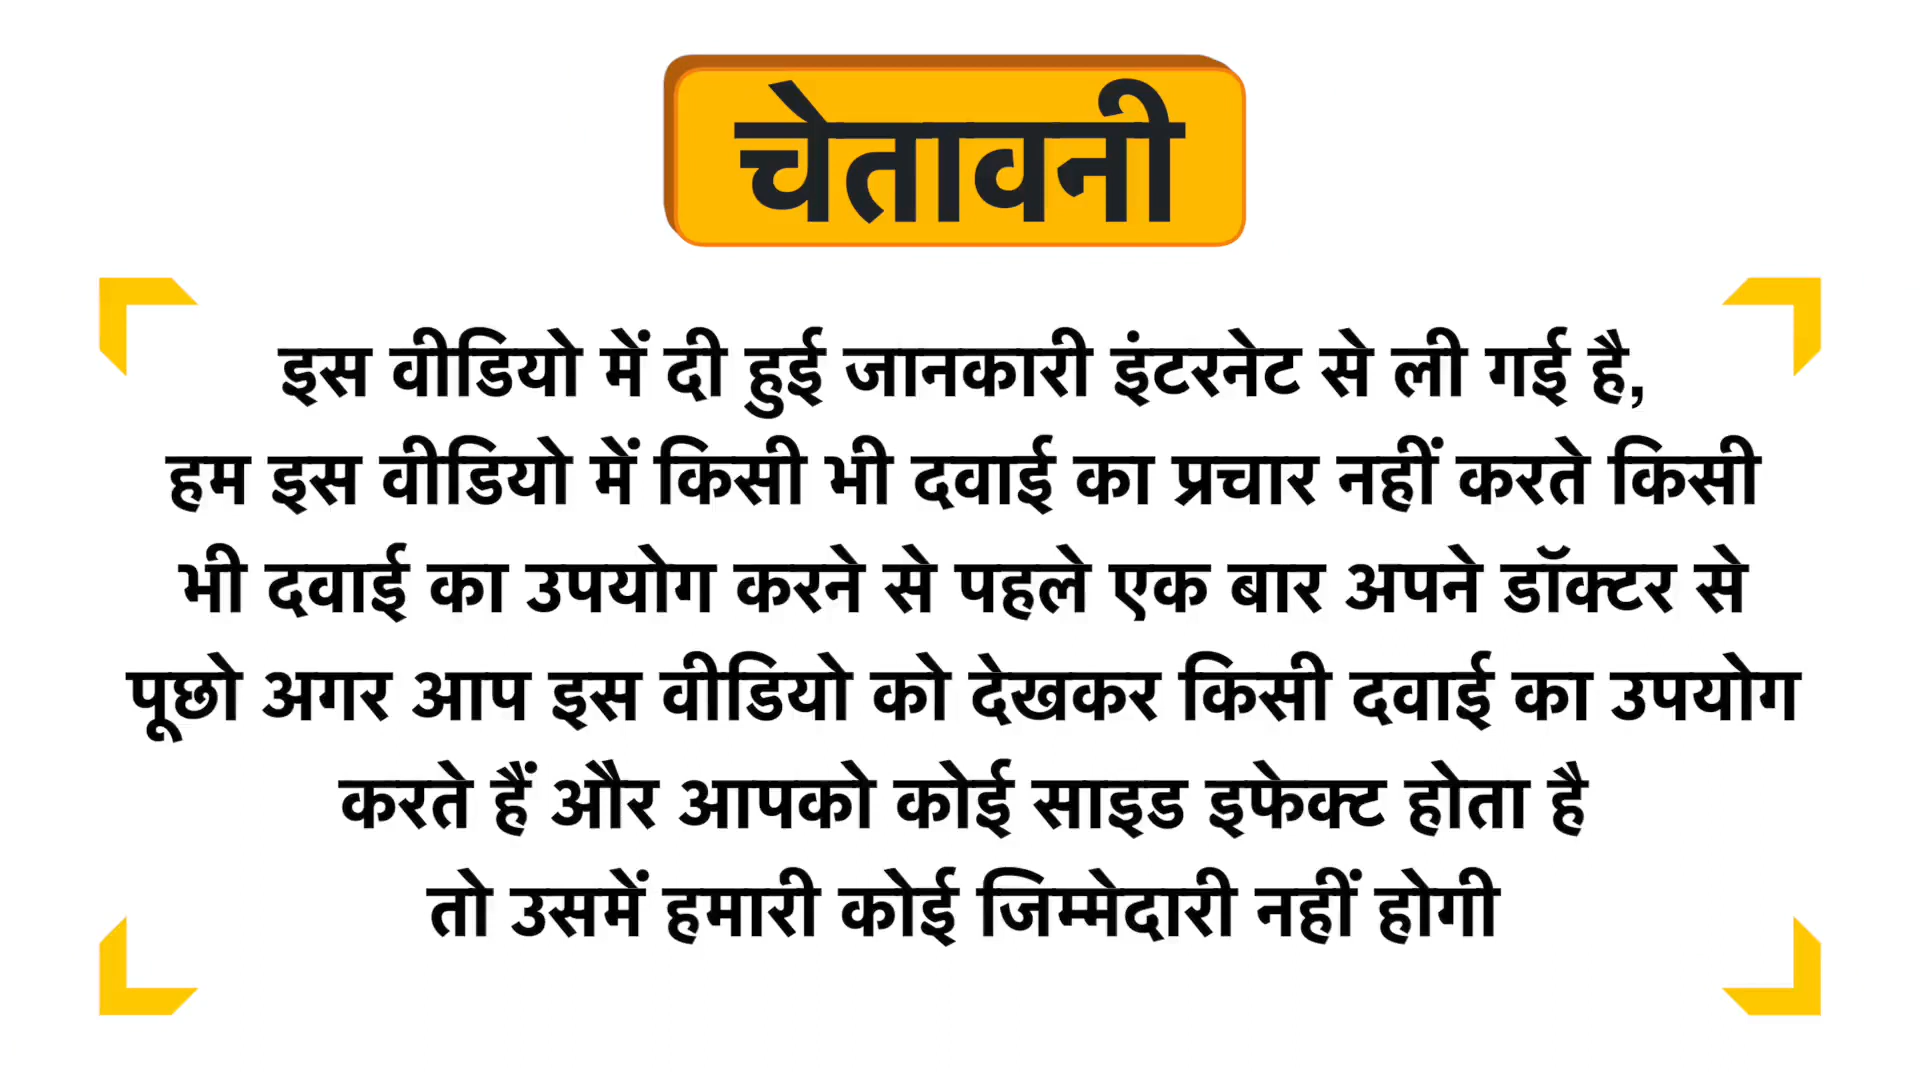 चेतावनी
इस वीडियो में दी हुई जानकारी इंटरनेट से ली गई है,
हम इस वीडियो में किसी भी दवाई का प्रचार नहीं करते किसी
भी दवाई का उपयोग करने से पहले एक बार अपने डॉक्टर से
पूछो अगर आप इस वीडियो को देखकर किसी दवाई का उपयोग
करते हैं और आपको कोई साइड इफेक्ट होता है
तो उसमें हमारी कोई जिम्मेदारी नहीं होगी